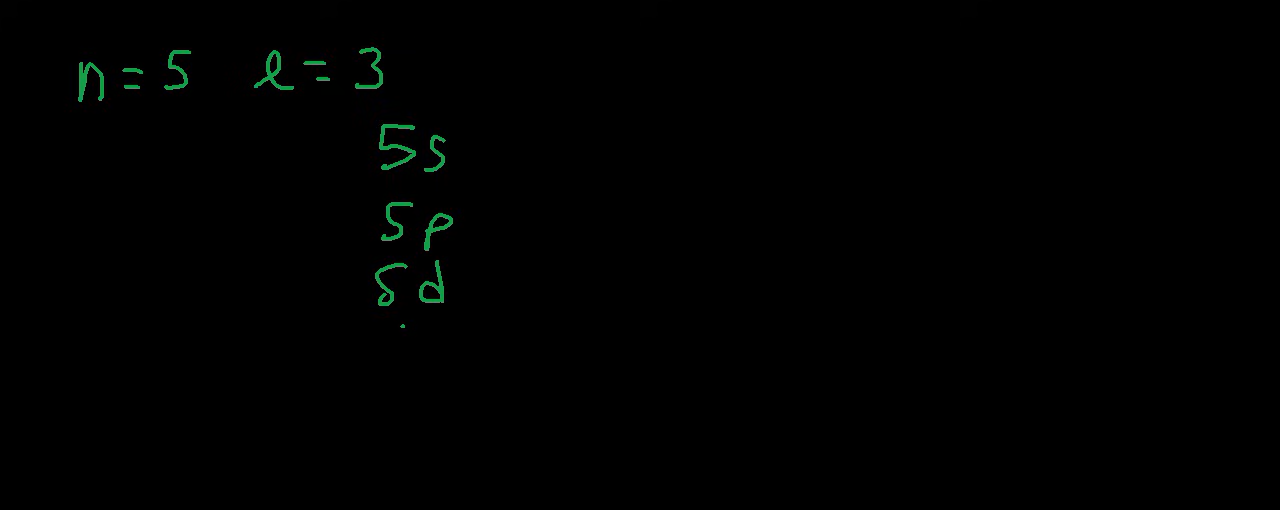 n = 5 l = 3
5s
5p
5d